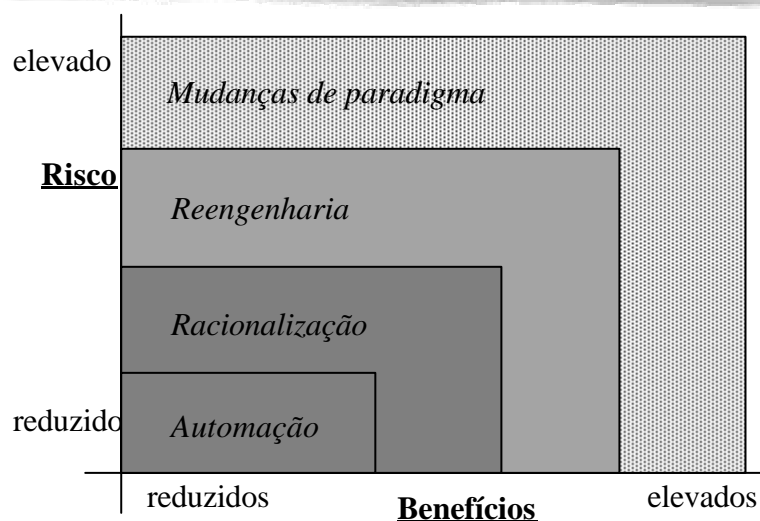 elevado
Mudanças de paradigma
Risco
Reengenharia
Racionalização
reduzido
Automação
reduzidos
Benefícios
elevados